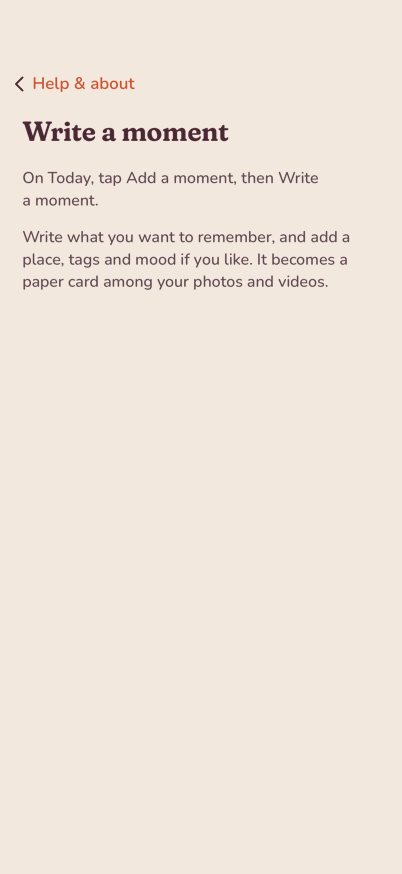 Help & about
Write a moment
On Today, tap Add a moment, then Write
a moment.
Write what you want to remember, and add a
place, tags and mood if you like. It becomes a
paper card among your photos and videos.